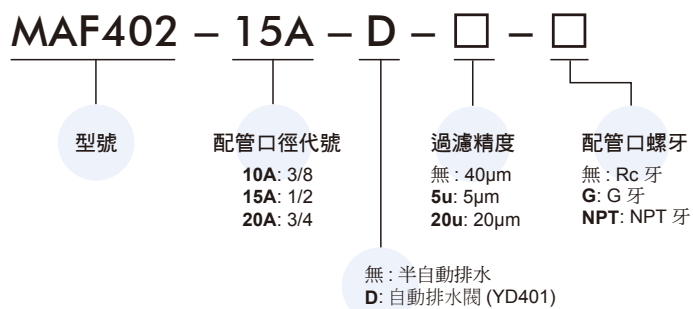 MAF402 – 15A – D – □ – □
型號
配管口徑代號
10A: 3/8
15A: 1/2
20A: 3/4
過濾精度
無 : 40μm
5u: 5μm
20u: 20μm
配管口螺牙
無 : Rc 牙
G: G 牙
NPT: NPT 牙
無 : 半自動排水
D: 自動排水閥 (YD401)